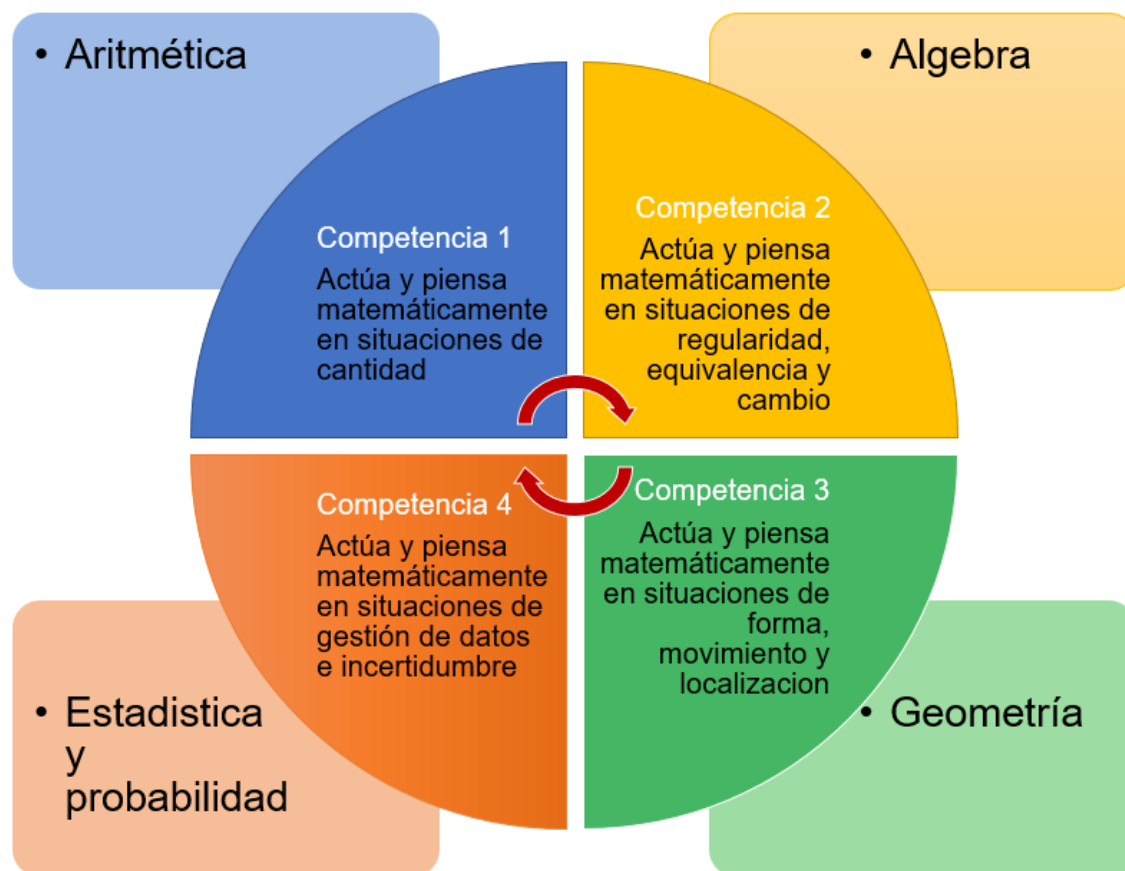 • Aritmética
• Algebra
Competencia 1
Actúa y piensa
matemáticamente
en situaciones de
cantidad
Competencia 2
Actúa y piensa
matemáticamente
en situaciones de
regularidad,
equivalencia y
cambio
Competencia 4
Actúa y piensa
matemáticamente
en situaciones de
gestión de datos
e incertidumbre
Competencia 3
Actúa y piensa
matemáticamente
en situaciones de
forma,
movimiento y
localizacion
• Estadistica
y
probabilidad
• Geometría